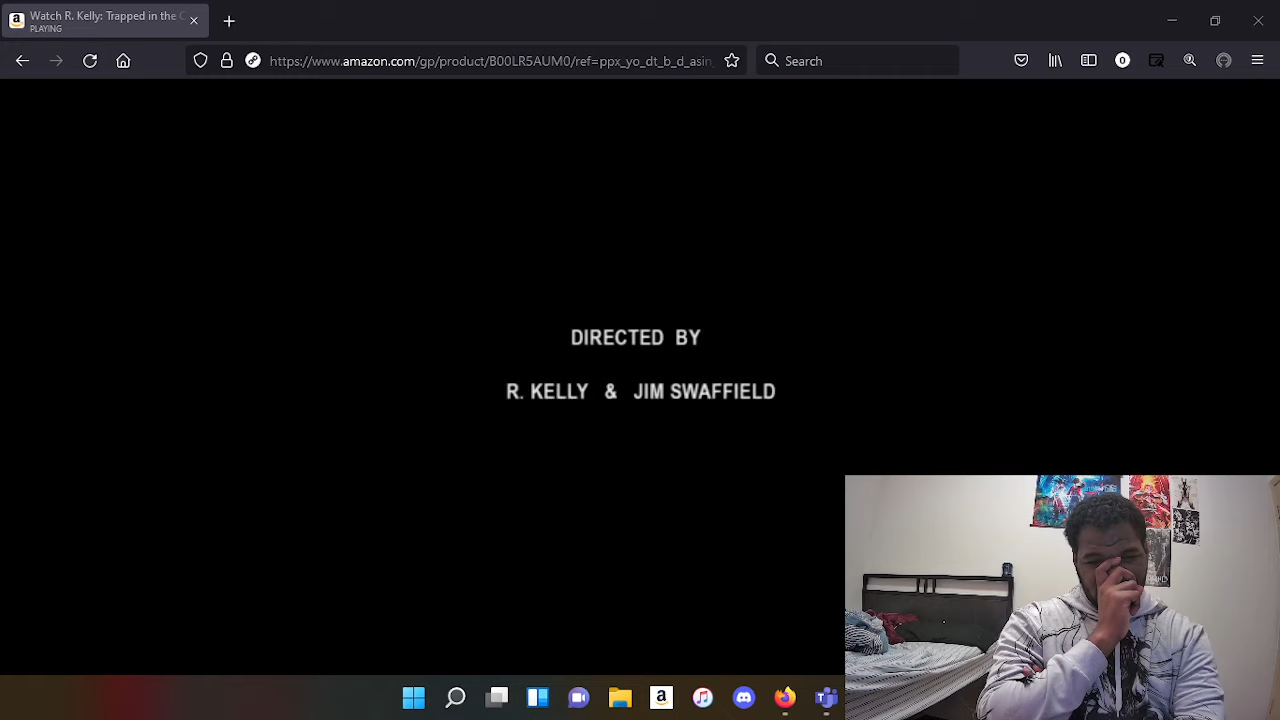 Watch R. Kelly: Trapped in the C
PLAYING
https://www.amazon.com/gp/product/B00LR5AUM0/ref=ppx_yo_dt_b_d_asin_
Search
DIRECTED BY
R. KELLY & JIM SWAFFIELD